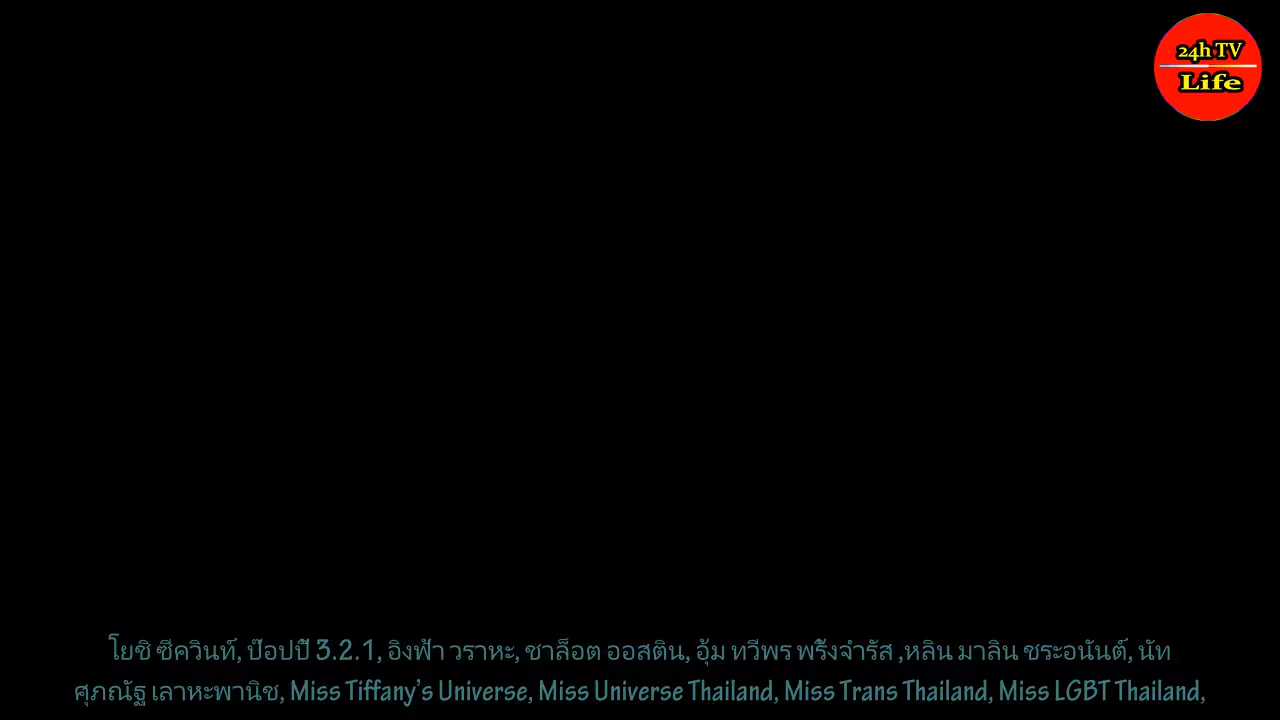 24h TV
Life
โยชิ ซีควินท์, ป๊อปปี้ 3.2.1, อิงฟ้า วราหะ, ชาล็อต ออสติน, อุ้ม ทวีพร พริ้งจำรัส ,หลิน มาลิน ชระอนันต์, นัท
ศุภณัฐ เลาหะพานิช, Miss Tiffany’s Universe, Miss Universe Thailand, Miss Trans Thailand, Miss LGBT Thailand,